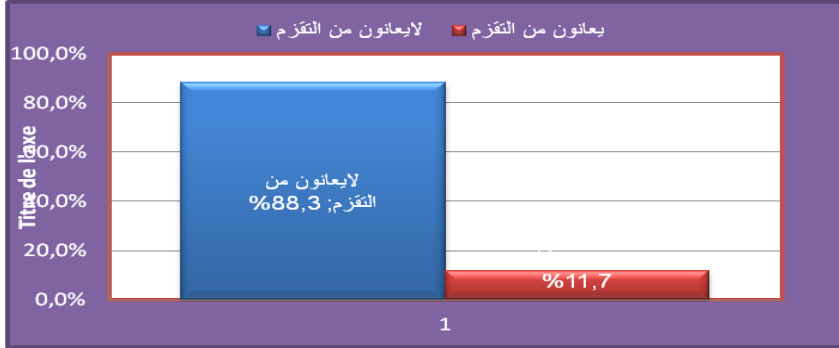 لايعانون من التقزم يعانون من التقزم
100,0%
80,0%
60,0%
40,0%
20,0%
0,0%
Titre de l'axe
لايعانون من
التقزم; 88,3%
11,7%
1